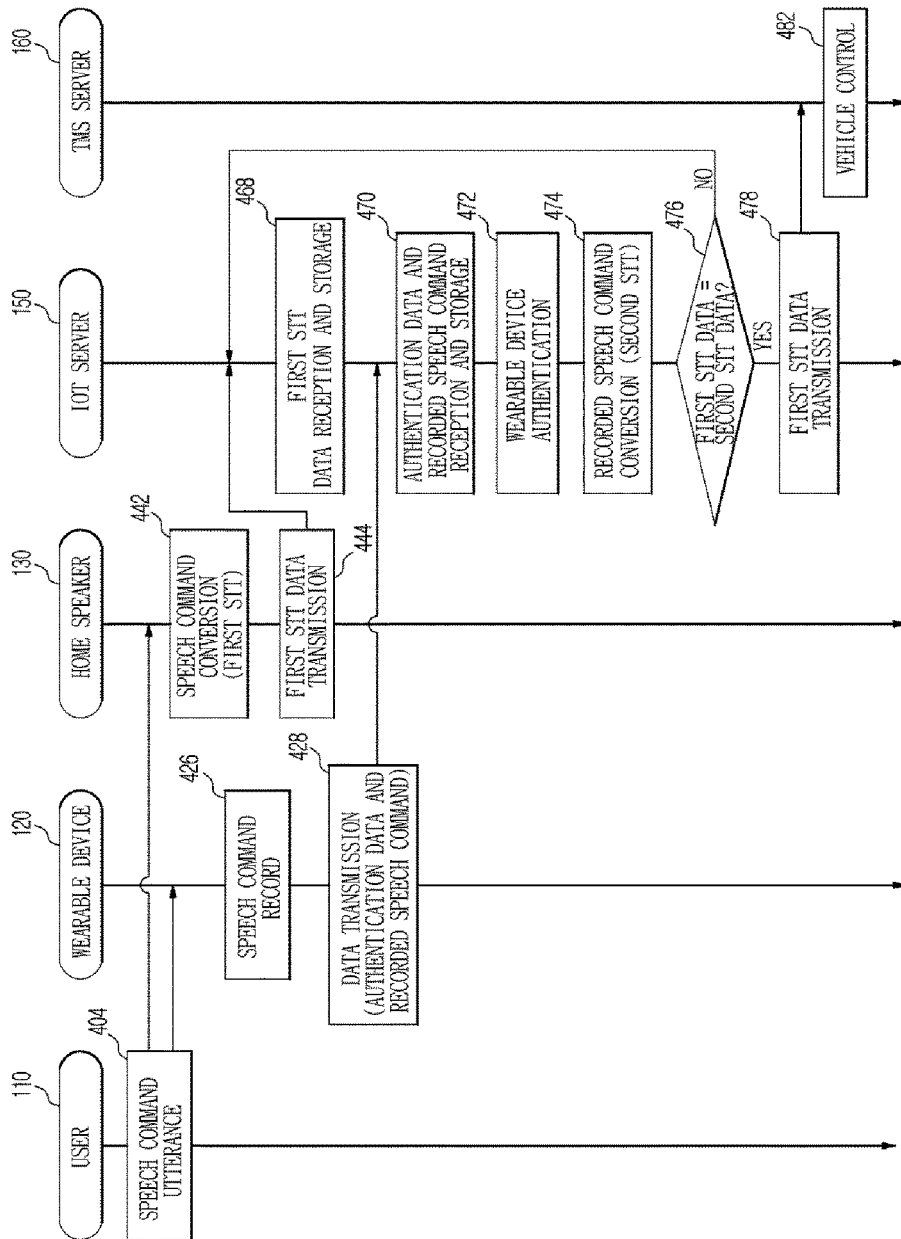 110
USER
404
SPEECH COMMAND
UTTERANCE
120
WEARABLE DEVICE
426
SPEECH COMMAND
RECORD
428
DATA TRANSMISSION
(AUTHENTICATION DATA AND
RECORDED SPEECH COMMAND)
130
HOME SPEAKER
442
SPEECH COMMAND
CONVERSION
(FIRST STT)
444
FIRST STT DATA
TRANSMISSION
150
IOT SERVER
468
FIRST STT
DATA RECEPTION AND STORAGE
470
AUTHENTICATION DATA AND
RECORDED SPEECH COMMAND
RECEPTION AND STORAGE
472
WEARABLE DEVICE
AUTHENTICATION
474
RECORDED SPEECH COMMAND
CONVERSION (SECOND STT)
476
FIRST STT DATA =
SECOND STT DATA?
NO
YES
478
FIRST STT DATA
TRANSMISSION
160
TMS SERVER
482
VEHICLE CONTROL